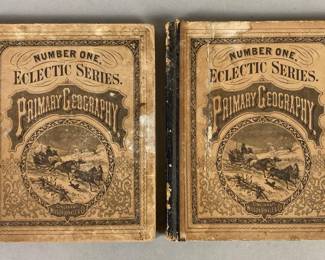 NUMBER ONE.
ECLECTIC SERIES.
PRIMARY GEOGRAPHY.
NUMBER ONE.
ECLECTIC SERIES.
PRIMARY GEOGRAPHY.